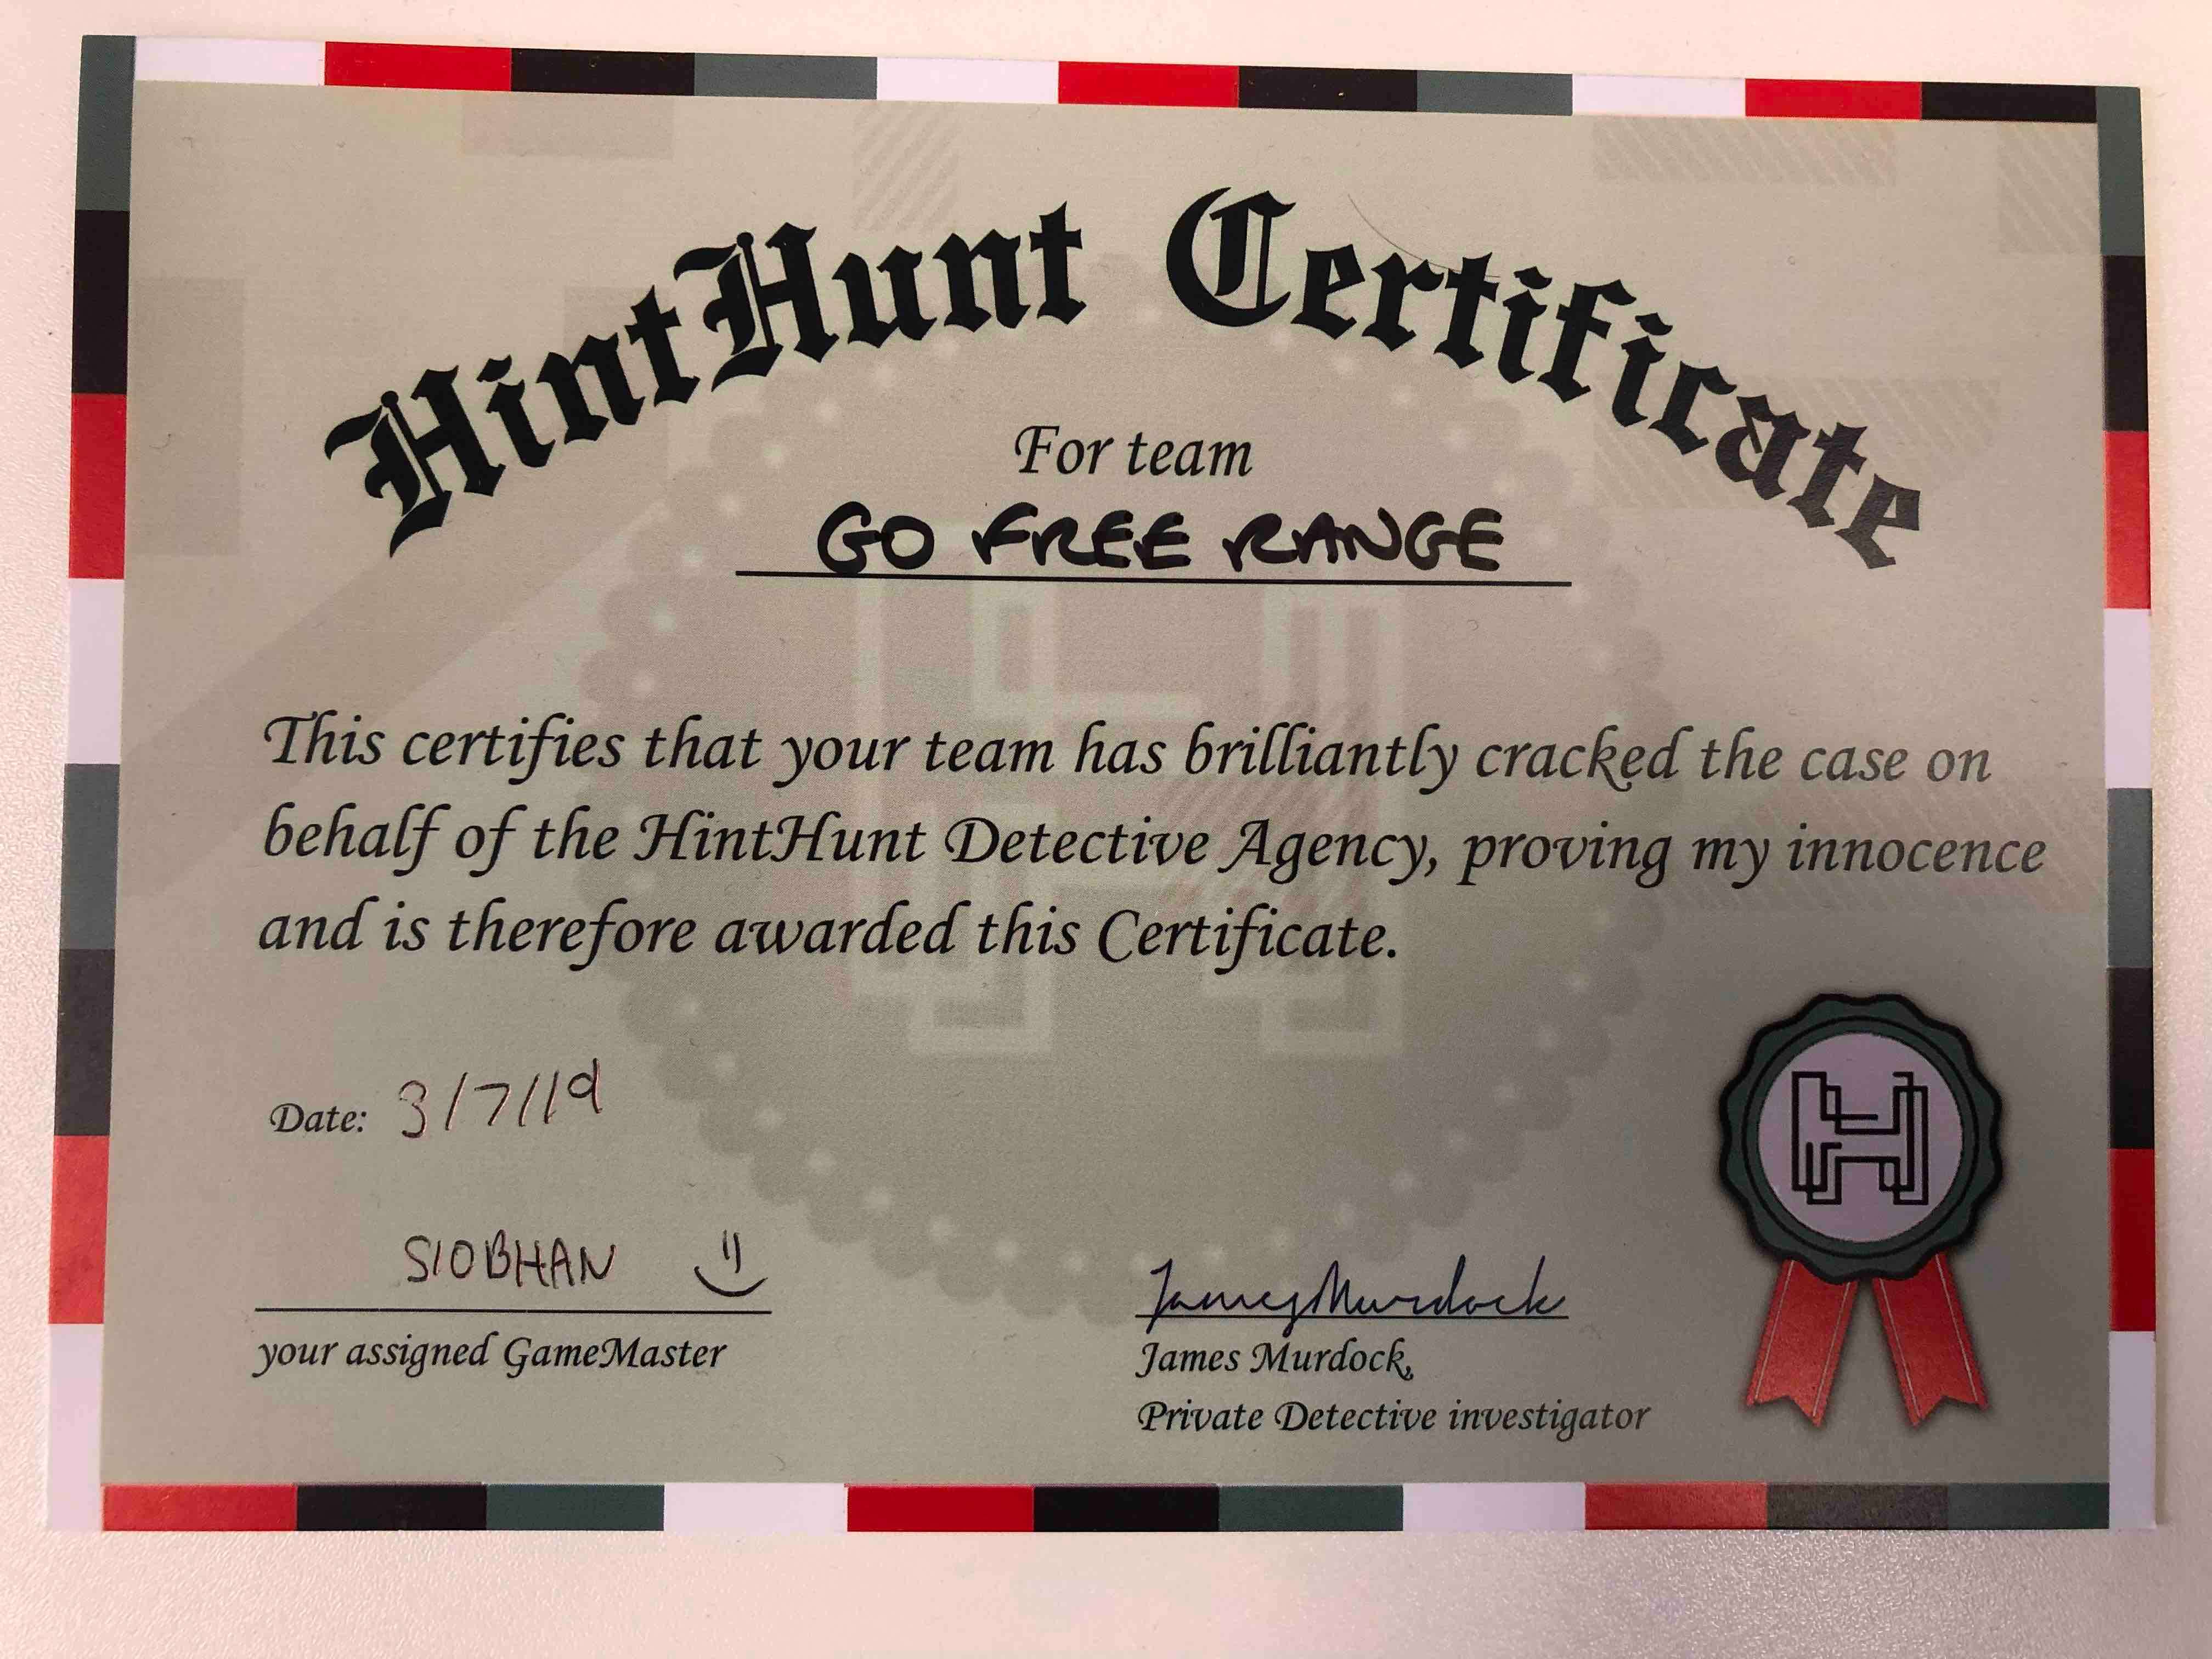 HintHunt Certificate
For team
GO FREE RANGE
This certifies that your team has brilliantly cracked the case on
behalf of the HintHunt Detective Agency, proving my innocence
and is therefore awarded this Certificate.
Date: 3/7/19
SIOBHAN
your assigned GameMaster
James Murdock
James Murdock,
Private Detective investigator
H